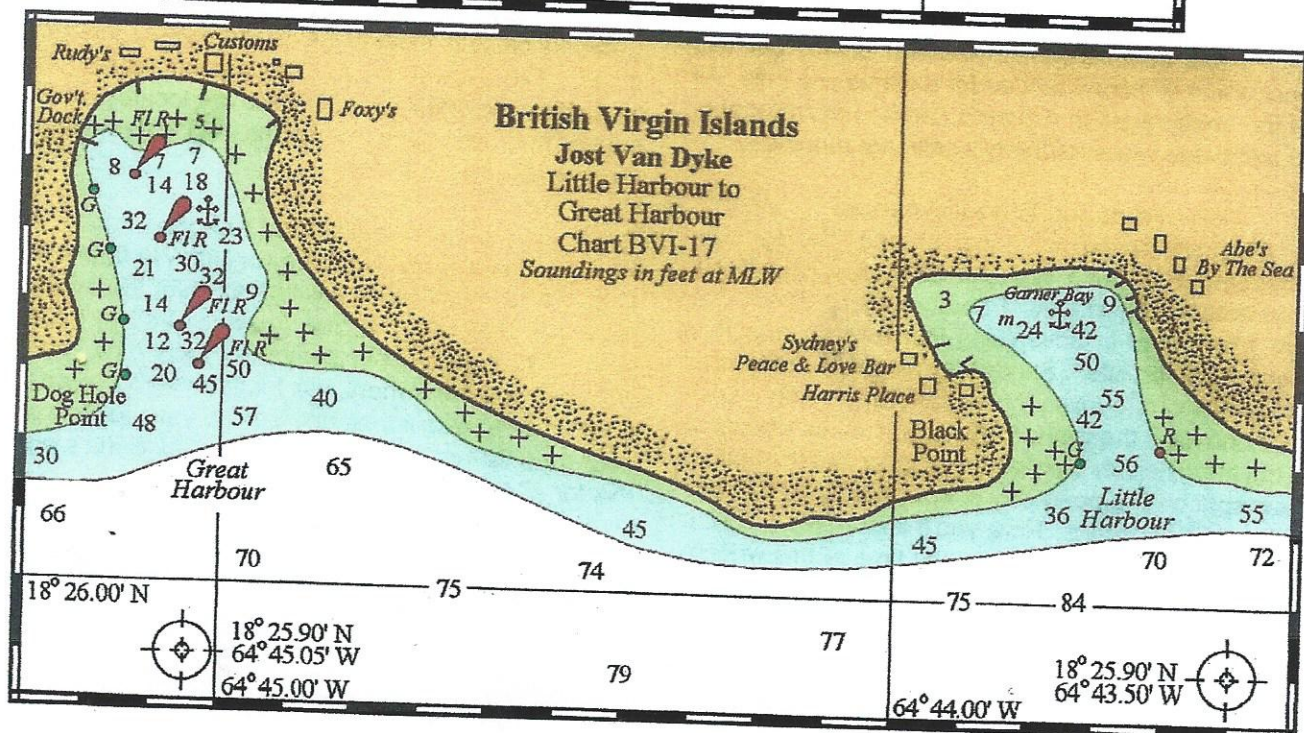 Rudy's
Customs
Gov't.
Dock
Foxy's
Fl R
5
8
7
7
14
18
G
32
Fl R
23
G
21
30
32
14
9
Fl R
G
12
32
Fl R
G
20
45
50
40
Dog Hole
Point
48
57
30
Great
Harbour
65
66
70
75
74
45
British Virgin Islands
Jost Van Dyke
Little Harbour to
Great Harbour
Chart BVI-17
Soundings in feet at MLW
Abe's
By The Sea
3
Garner Bay
9
7
m
24
42
Sydney's
Peace & Love Bar
50
Harris Place
55
42
Black
Point
G
56
R
36
Little
Harbour
55
45
70
72
75
84
77
79
18° 26.00' N
18° 25.90' N
64° 45.05' W
64° 45.00' W
64° 44.00' W
18° 25.90' N
64° 43.50' W